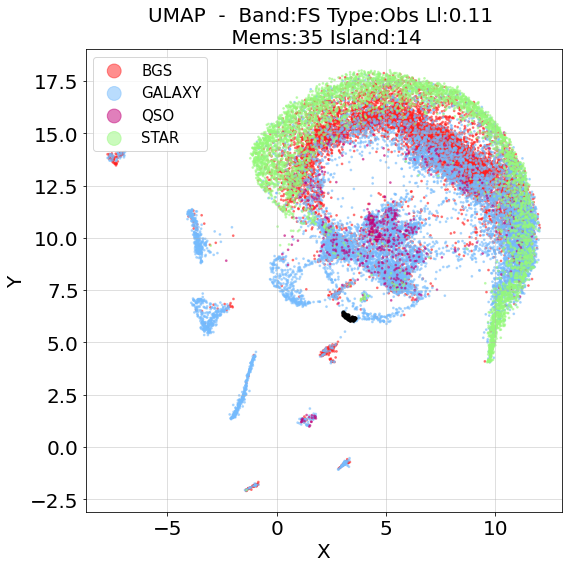 UMAP  -  Band:FS Type:Obs Ll:0.11
Mems:35 Island:14
BGS
GALAXY
QSO
STAR
17.5
15.0
12.5
10.0
7.5
5.0
2.5
0.0
−2.5
Y
−5
0
5
10
X